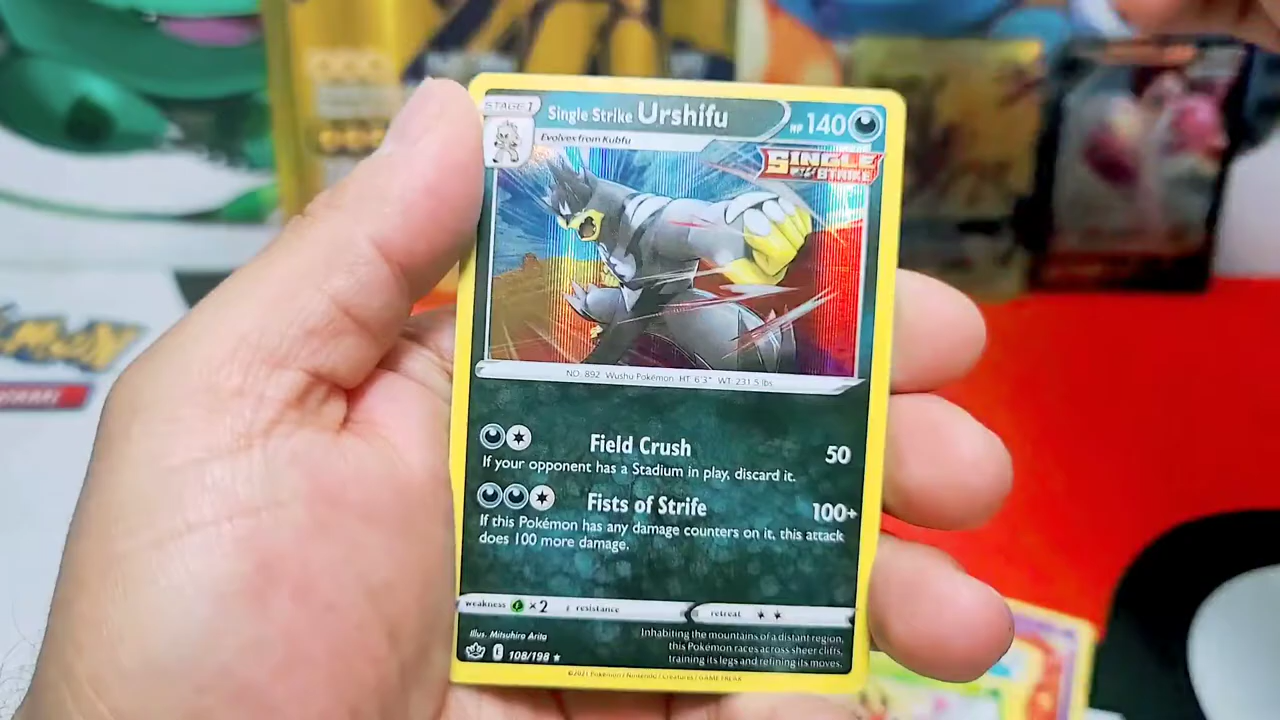 STAGE 1
Single Strike Urshifu
HP 140
Evolves from Kubfu
SINGLE
STRIKE
NO. 892 Wushu Pokémon HT. 6'3" WT. 231.5 lbs.
Field Crush 50
If your opponent has a Stadium in play, discard it.
Fists of Strife 100+
If this Pokémon has any damage counters on it, this attack
does 100 more damage.
weakness ×2 resistance retreat
Illus. Mitsuhiro Arita
108/198
Inhabiting the mountains of a distant region,
this Pokémon races across sheer cliffs,
training its legs and refining its moves.
©2021 Pokémon / Nintendo / Creatures / GAME FREAK